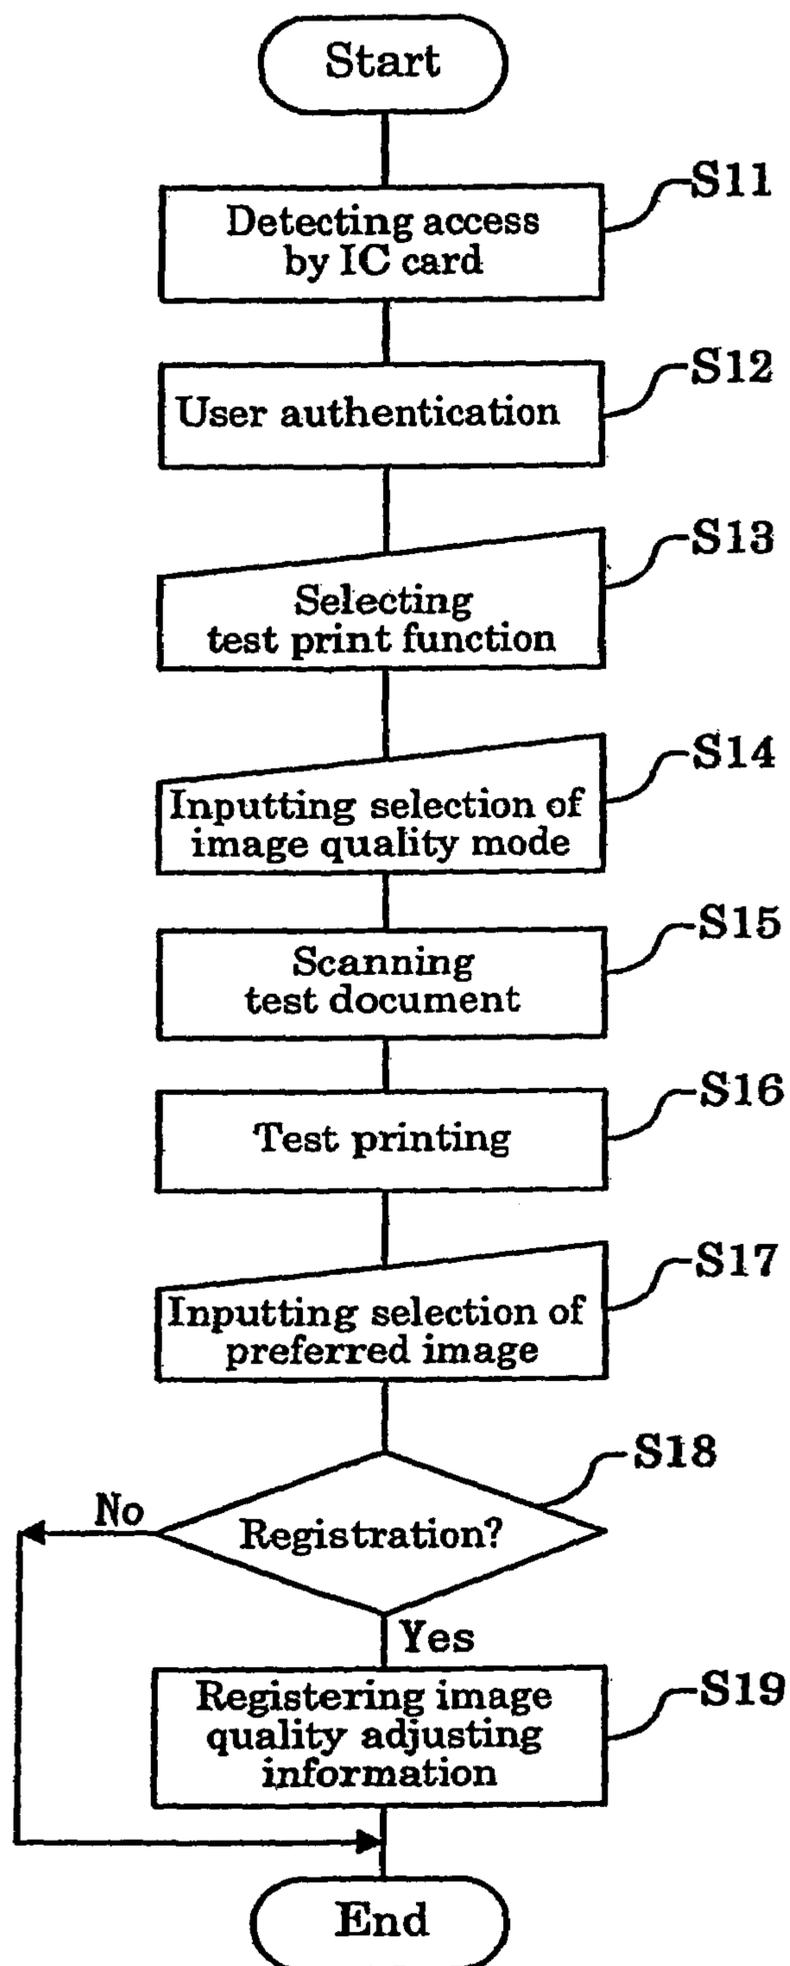 Start
S11
Detecting access
by IC card
S12
User authentication
S13
Selecting
test print function
S14
Inputting selection of
image quality mode
S15
Scanning
test document
S16
Test printing
S17
Inputting selection of
preferred image
S18
No
Registration?
Yes
S19
Registering image
quality adjusting
information
End